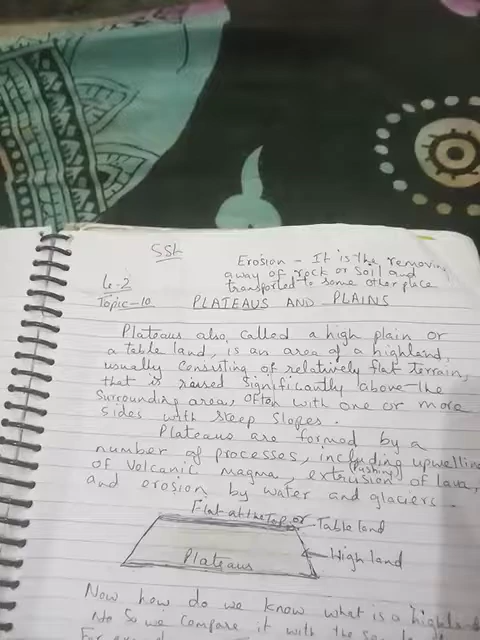 SSt
Erosion - It is the removing
away of rock or soil and
transported to some other place
L-2
Topic-10 PLATEAUS AND PLAINS
Plateaus also called a high plain or
a table land, is an area of a highland,
usually consisting of relatively flat terrain,
that is raised significantly above the
surrounding area, often with one or more
sides with steep slopes.
Plateaus are formed by a
number of processes, including upwelling
of volcanic magma, extrusion (Pushing) of lava,
and erosion by water and glaciers.
Flat at the Top or Table land
High land
Plateaus
Now how do we know what is a
So we compare it with the
For